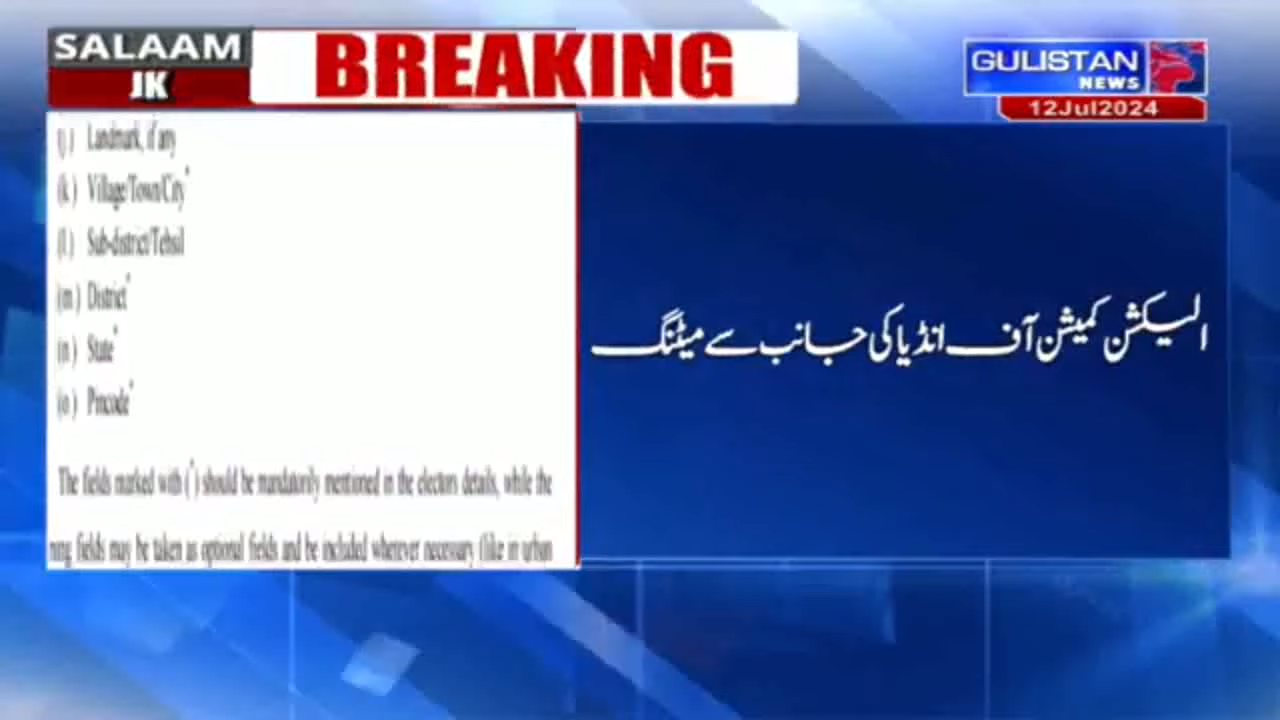 SALAAM
JK
BREAKING
GULISTAN
NEWS
12Jul2024
(j) Landmark, if any
(k) Village/Town/City*
(l) Sub-district/Tehsil
(m) District*
(n) State*
(o) Pincode*
The fields marked with (*) should be mandatorily mentioned in the electors details, while the
ning fields may be taken as optional fields and be included wherever necessary (like in urban
الیکشن کمیشن آف انڈیا کی جانب سے میٹنگ